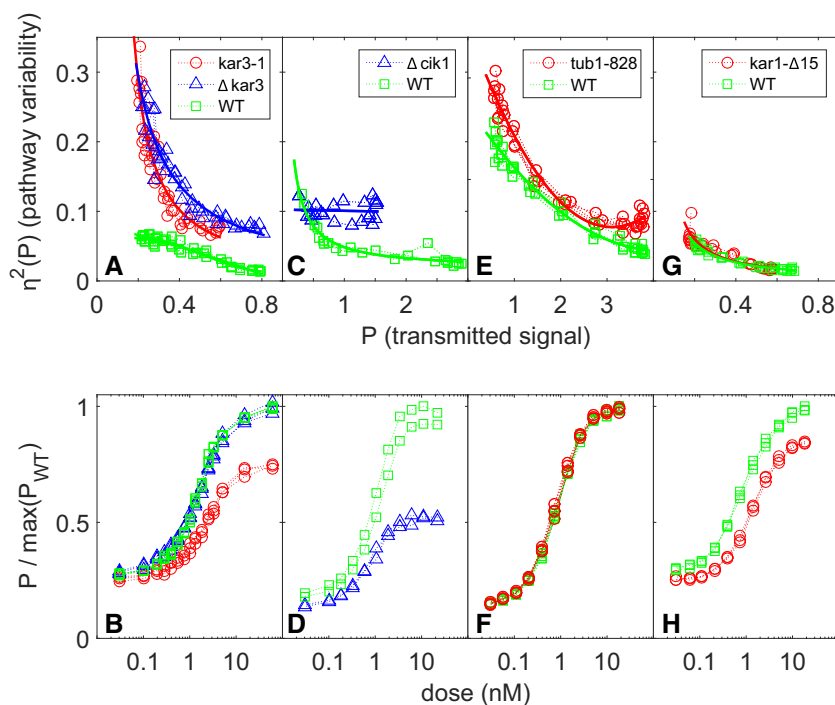 η²(P) (pathway variability)
0.3
0.2
0.1
0
kar3-1
Δ kar3
WT
A
0 0.4 0.8
Δ cik1
WT
C
1 2
tub1-828
WT
E
1 2 3
kar1-Δ15
WT
G
0.4 0.8
P (transmitted signal)
P / max(P_WT)
1
0.5
0
B
0.1 1 10
D
0.1 1 10
F
0.1 1 10
H
0.1 1 10
dose (nM)